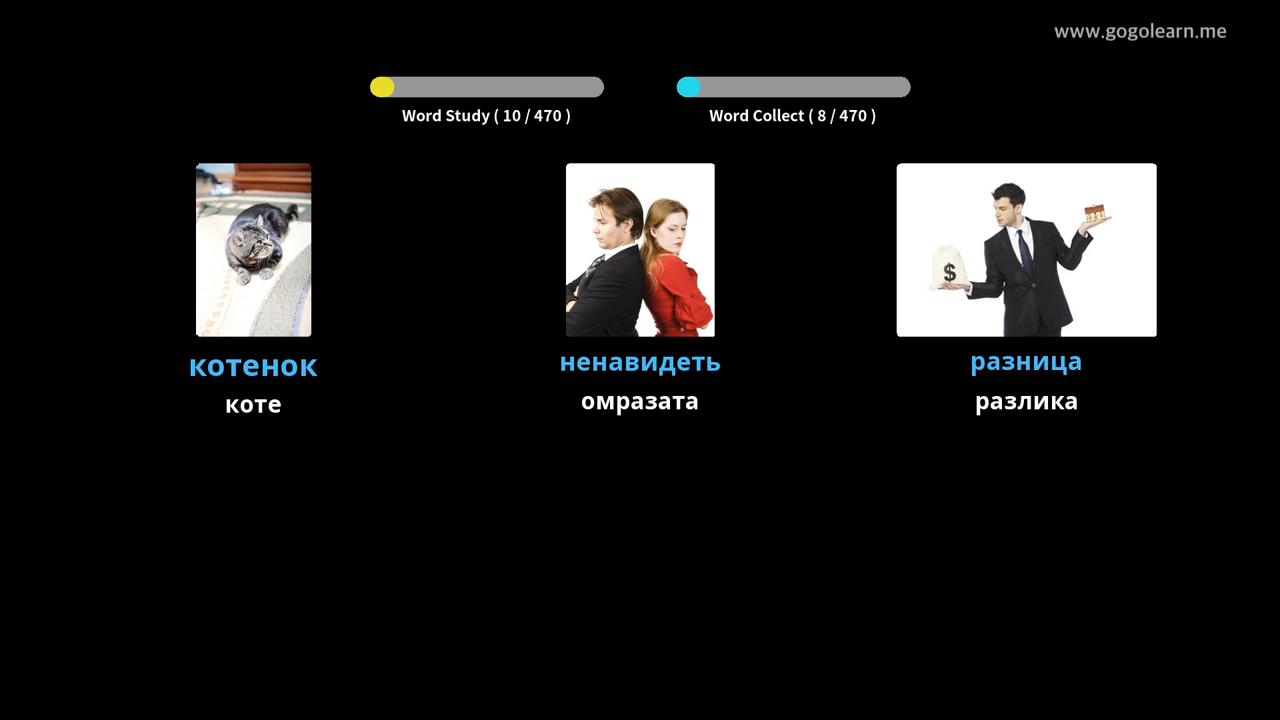 www.gogolearn.me
Word Study ( 10 / 470 )
Word Collect ( 8 / 470 )
$
котенок
коте
ненавидеть
омразата
разница
разлика